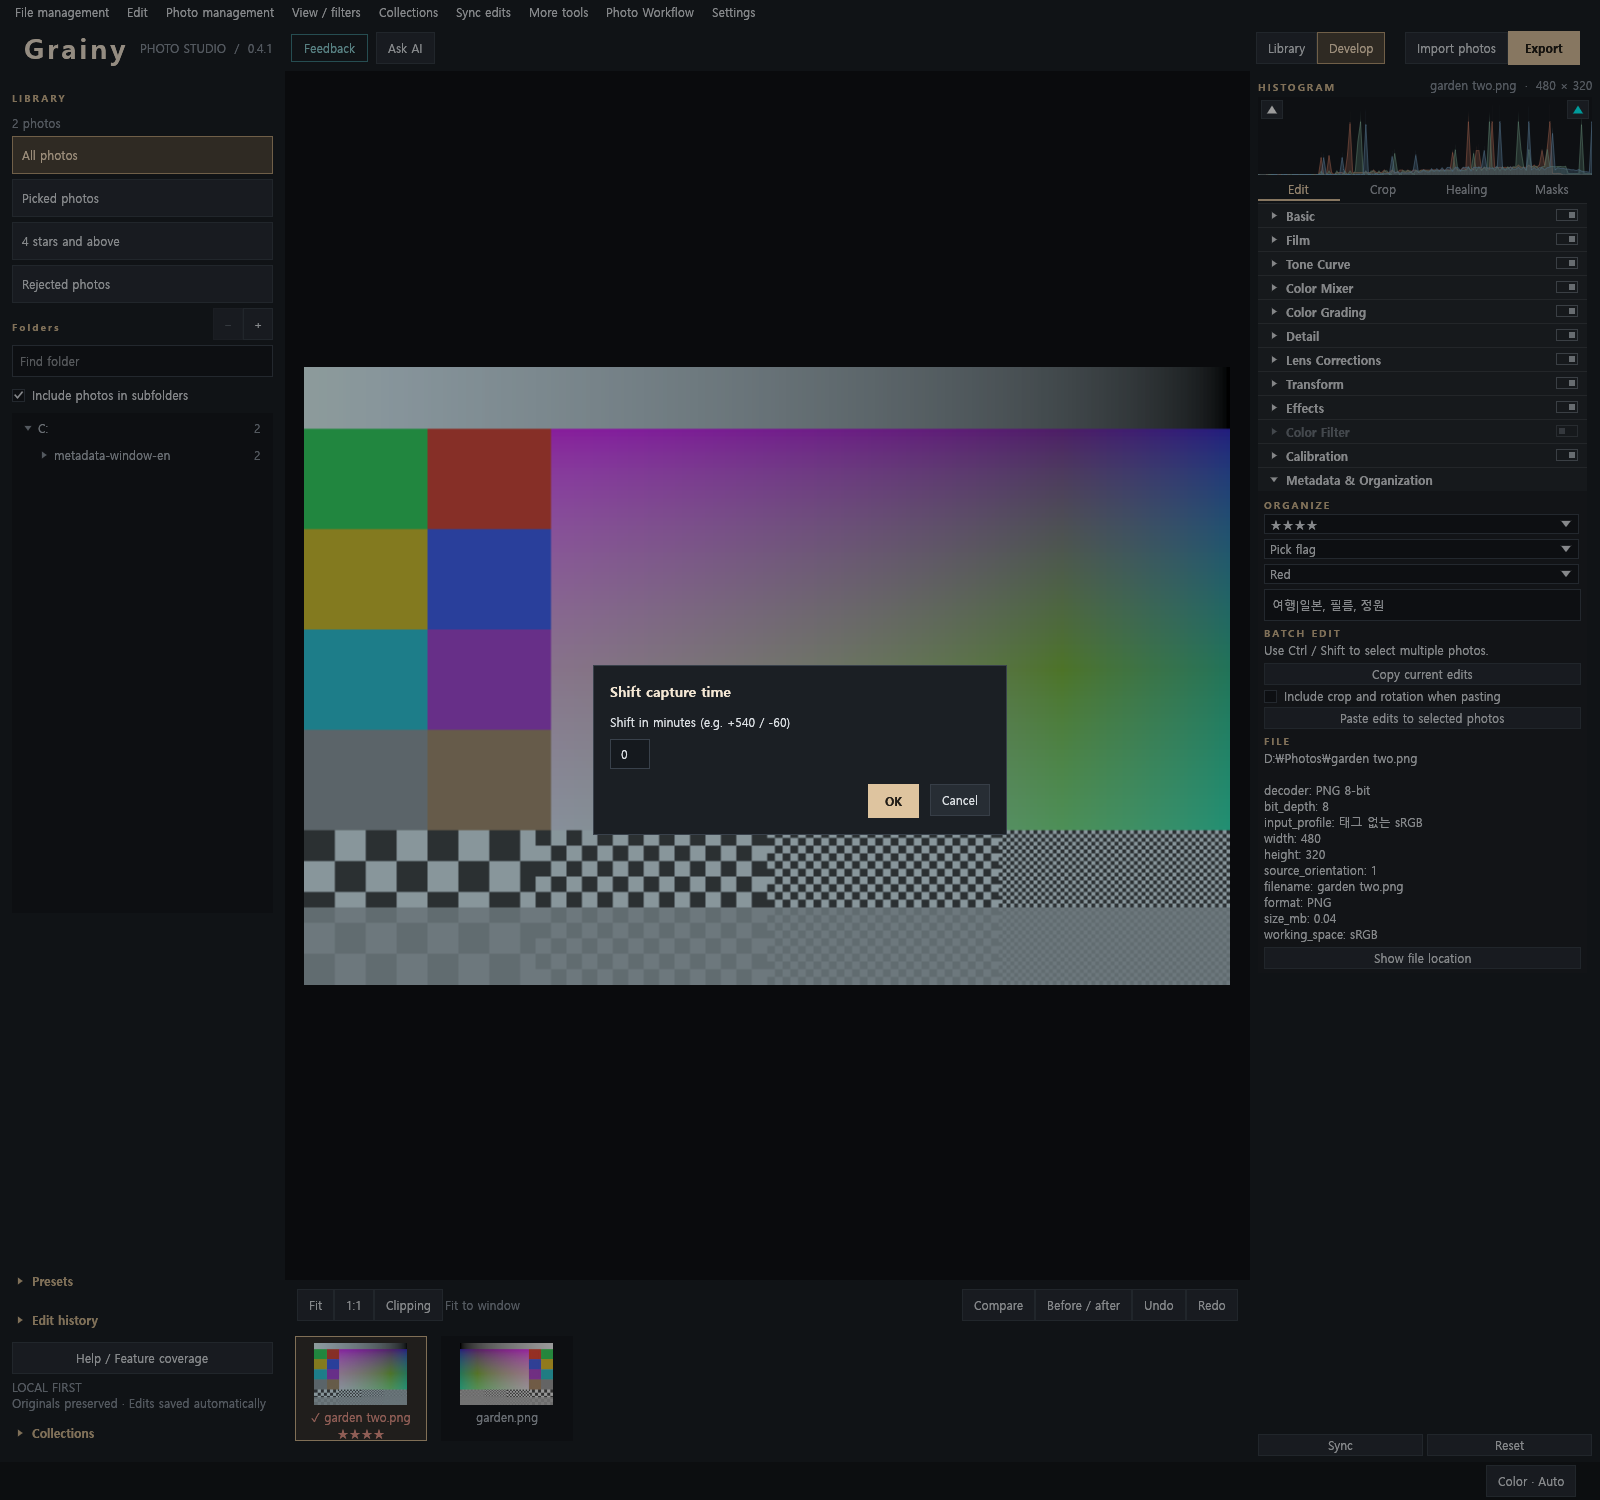 File management Edit Photo management View / filters Collections Sync edits More tools Photo Workflow Settings
Grainy PHOTO STUDIO / 0.4.1 Feedback Ask AI Library Develop Import photos Export
LIBRARY
2 photos
All photos
Picked photos
4 stars and above
Rejected photos
Folders − +
Find folder
Include photos in subfolders
C: 2
metadata-window-en 2
Presets
Edit history
Help / Feature coverage
LOCAL FIRST
Originals preserved · Edits saved automatically
Collections
Shift capture time
Shift in minutes (e.g. +540 / -60)
0
OK Cancel
Fit 1:1 Clipping Fit to window Compare Before / after Undo Redo
✓ garden two.png
★★★★
garden.png
HISTOGRAM garden two.png · 480 × 320
Edit Crop Healing Masks
Basic
Film
Tone Curve
Color Mixer
Color Grading
Detail
Lens Corrections
Transform
Effects
Color Filter
Calibration
Metadata & Organization
ORGANIZE
★★★★
Pick flag
Red
여행|일본, 필름, 정원
BATCH EDIT
Use Ctrl / Shift to select multiple photos.
Copy current edits
Include crop and rotation when pasting
Paste edits to selected photos
FILE
D:₩Photos₩garden two.png
decoder: PNG 8-bit
bit_depth: 8
input_profile: 태그 없는 sRGB
width: 480
height: 320
source_orientation: 1
filename: garden two.png
format: PNG
size_mb: 0.04
working_space: sRGB
Show file location
Sync Reset
Color · Auto